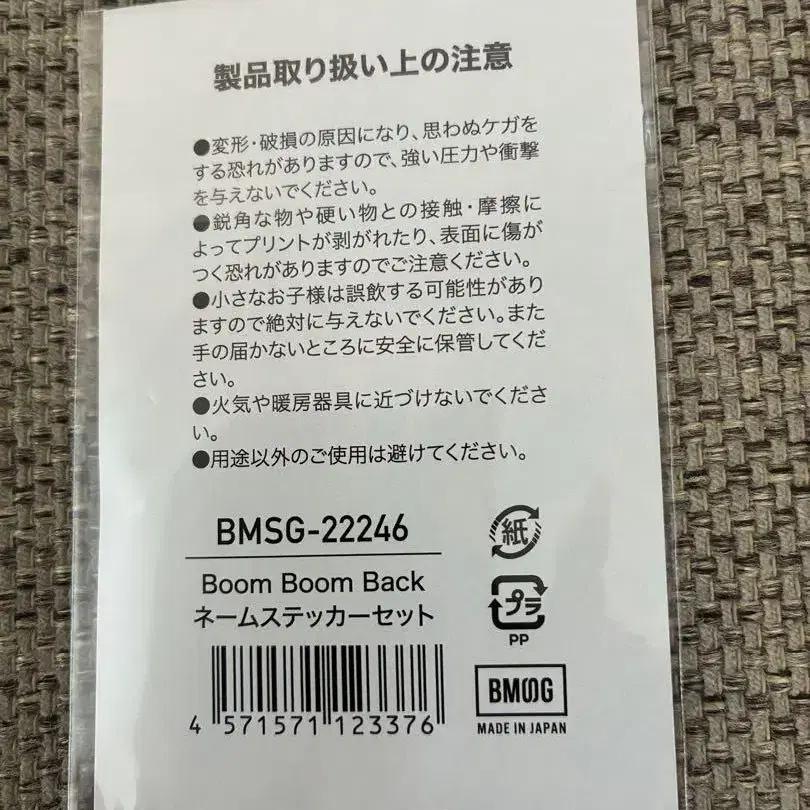 製品取り扱い上の注意
●変形・破損の原因になり、思わぬケガを
する恐れがありますので、強い圧力や衝撃
を与えないでください。
●鋭角な物や硬い物との接触・摩擦に
よってプリントが剥がれたり、表面に傷が
つく恐れがありますのでご注意ください。
●小さなお子様は誤飲する可能性があり
ますので絶対に与えないでください。また
手の届かないところに安全に保管してくだ
さい。
●火気や暖房器具に近づけないでくださ
い。
●用途以外のご使用は避けてください。
BMSG-22246
Boom Boom Back
ネームステッカーセット
4 571571 123376
紙
プラ
PP
BMSG
MADE IN JAPAN